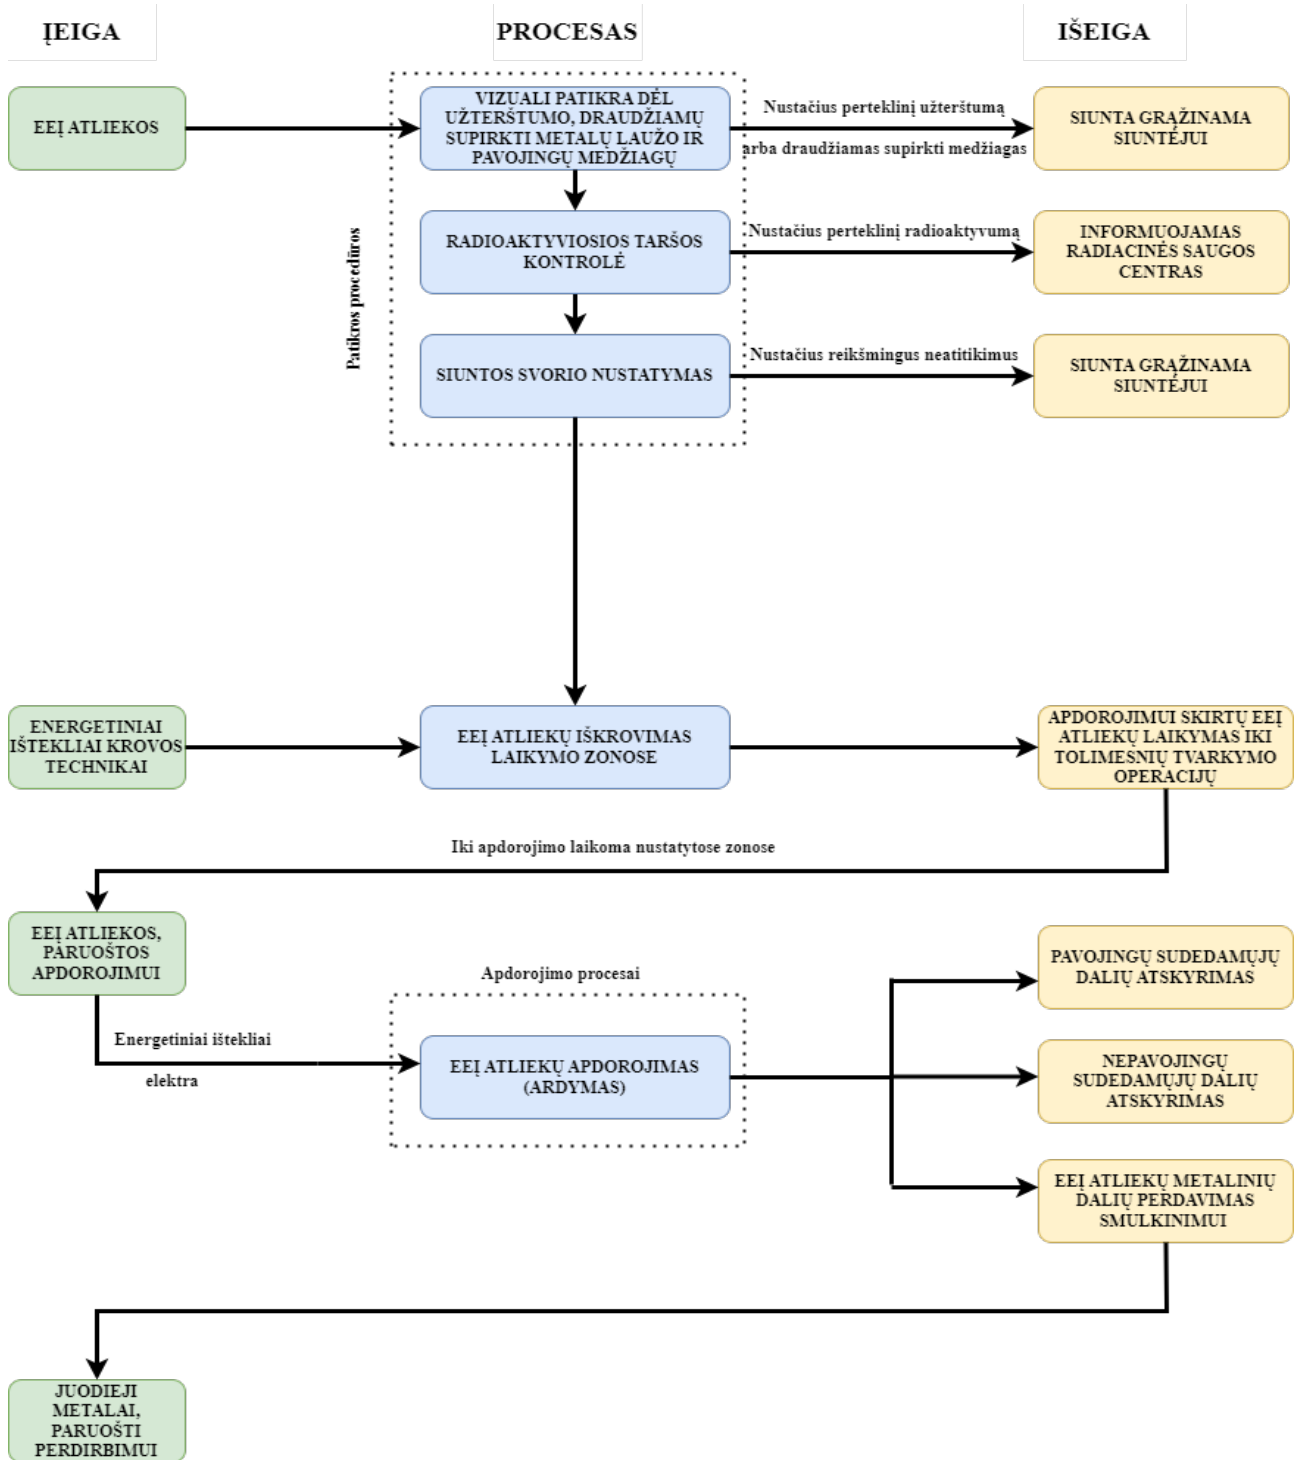 ĮEIGA
PROCESAS
IŠEIGA
EEĮ ATLIEKOS
VIZUALI PATIKRA DĖL
UŽTERŠTUMO, DRAUDŽIAMŲ
SUPIRKTI METALŲ LAUŽO IR
PAVOJINGŲ MEDŽIAGŲ
Nustačius perteklinį užterštumą
arba draudžiamas supirkti medžiagas
SIUNTA GRĄŽINAMA
SIUNTĖJUI
Patikros procedūros
RADIOAKTYVIOSIOS TARŠOS
KONTROLĖ
Nustačius perteklinį radioaktyvumą
INFORMUOJAMAS
RADIACINĖS SAUGOS
CENTRAS
SIUNTOS SVORIO NUSTATYMAS
Nustačius reikšmingus neatitikimus
SIUNTA GRĄŽINAMA
SIUNTĖJUI
ENERGETINIAI
IŠTEKLIAI KROVOS
TECHNIKAI
EEĮ ATLIEKŲ IŠKROVIMAS
LAIKYMO ZONOSE
APDOROJIMUI SKIRTŲ EEĮ
ATLIEKŲ LAIKYMAS IKI
TOLIMESNIŲ TVARKYMO
OPERACIJŲ
Iki apdorojimo laikoma nustatytose zonose
EEĮ ATLIEKOS,
PARUOŠTOS
APDOROJIMUI
Energetiniai ištekliai
elektra
Apdorojimo procesai
EEĮ ATLIEKŲ APDOROJIMAS
(ARDYMAS)
PAVOJINGŲ SUDEDAMŲJŲ
DALIŲ ATSKYRIMAS
NEPAVOJINGŲ
SUDEDAMŲJŲ DALIŲ
ATSKYRIMAS
EEĮ ATLIEKŲ METALINIŲ
DALIŲ PERDAVIMAS
SMULKINIMUI
JUODIEJI
METALAI,
PARUOŠTI
PERDIRBIMUI